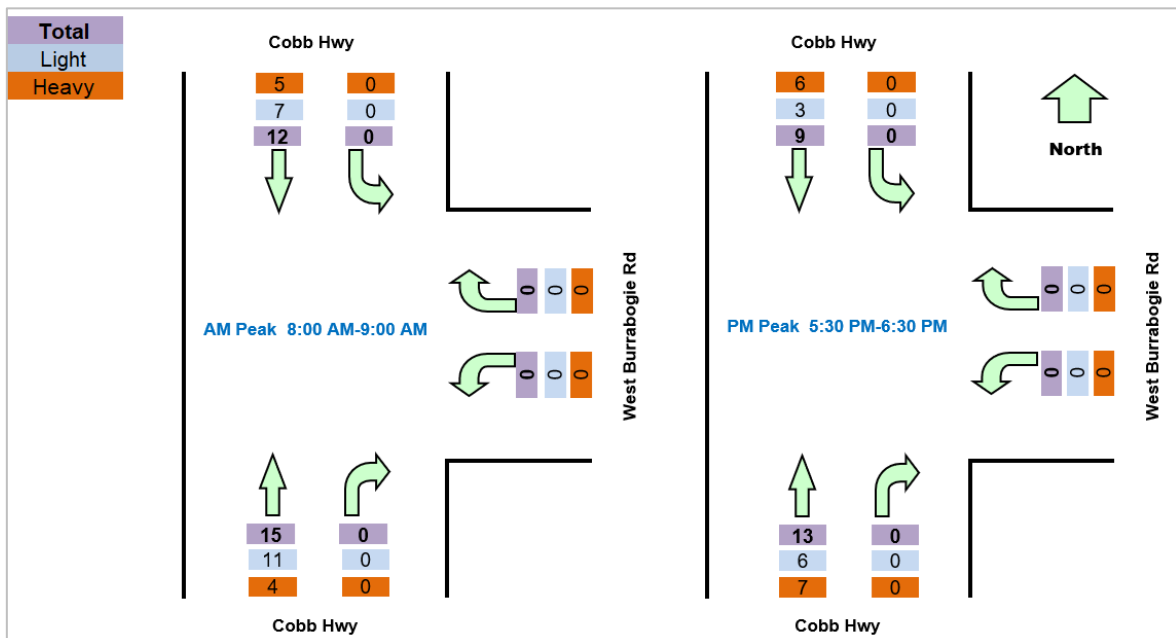 Total
Light
Heavy
Cobb Hwy
5 0
7 0
12 0
0 0 0
AM Peak 8:00 AM-9:00 AM
0 0 0
West Burrabogie Rd
15 0
11 0
4 0
Cobb Hwy
Cobb Hwy
6 0
3 0
9 0
North
0 0 0
PM Peak 5:30 PM-6:30 PM
0 0 0
West Burrabogie Rd
13 0
6 0
7 0
Cobb Hwy